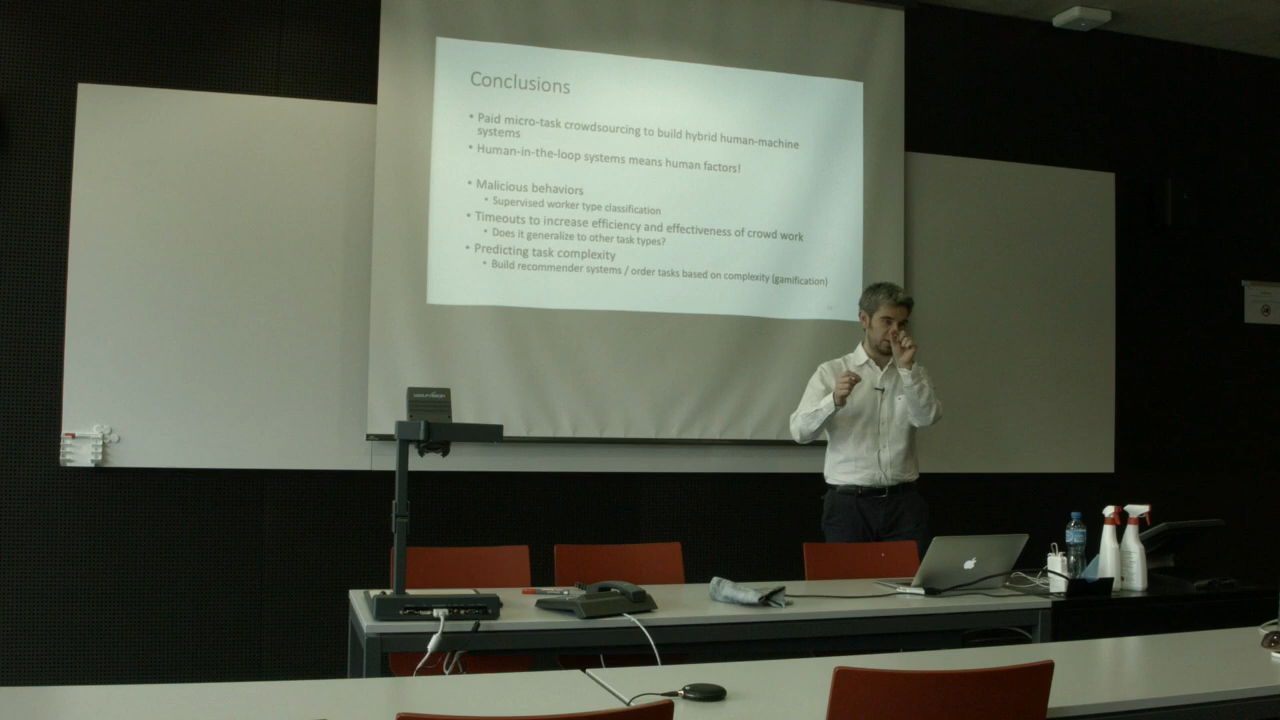 Conclusions
• Paid micro-task crowdsourcing to build hybrid human-machine
systems
• Human-in-the-loop systems means human factors!
• Malicious behaviors
• Supervised worker type classification
• Timeouts to increase efficiency and effectiveness of crowd work
• Does it generalize to other task types?
• Predicting task complexity
• Build recommender systems / order tasks based on complexity (gamification)